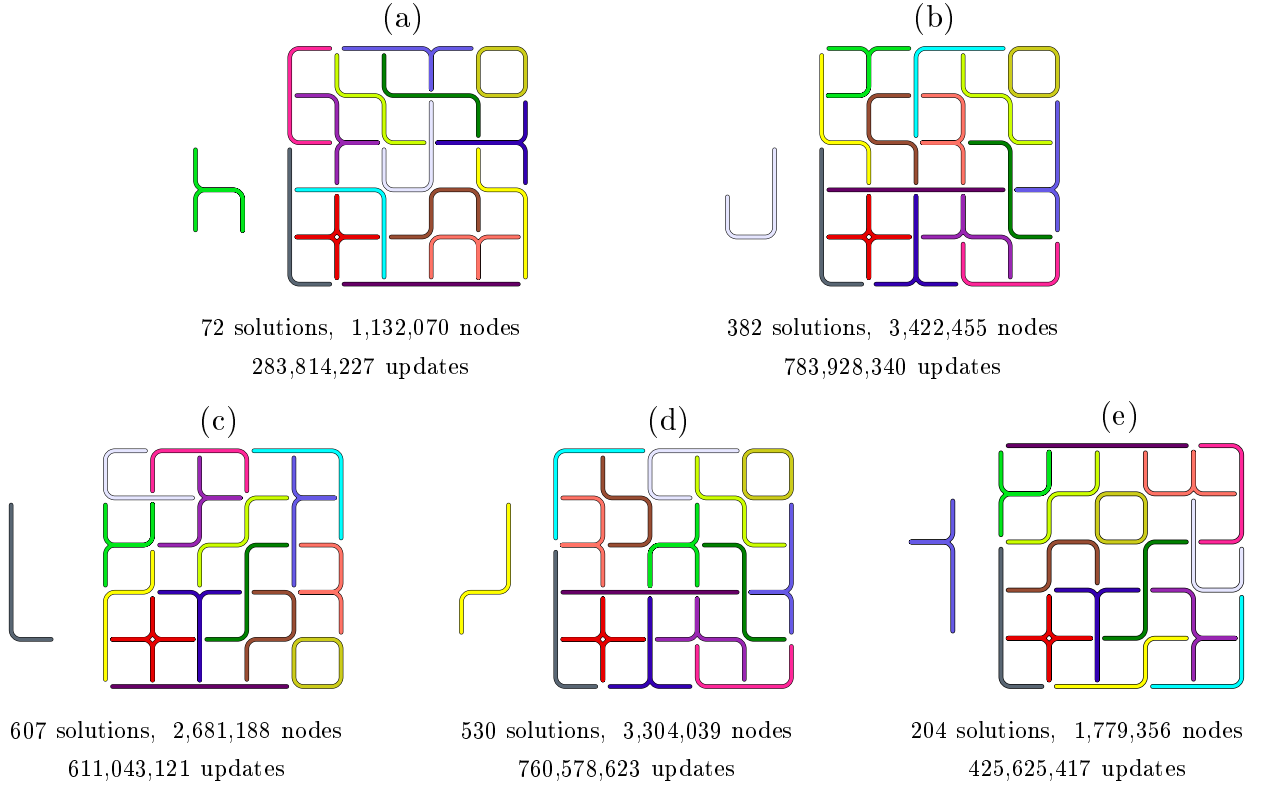 (a)
(b)
72 solutions, 1,132,070 nodes
283,814,227 updates
382 solutions, 3,422,455 nodes
783,928,340 updates
(c)
(d)
(e)
607 solutions, 2,681,188 nodes
611,043,121 updates
530 solutions, 3,304,039 nodes
760,578,623 updates
204 solutions, 1,779,356 nodes
425,625,417 updates